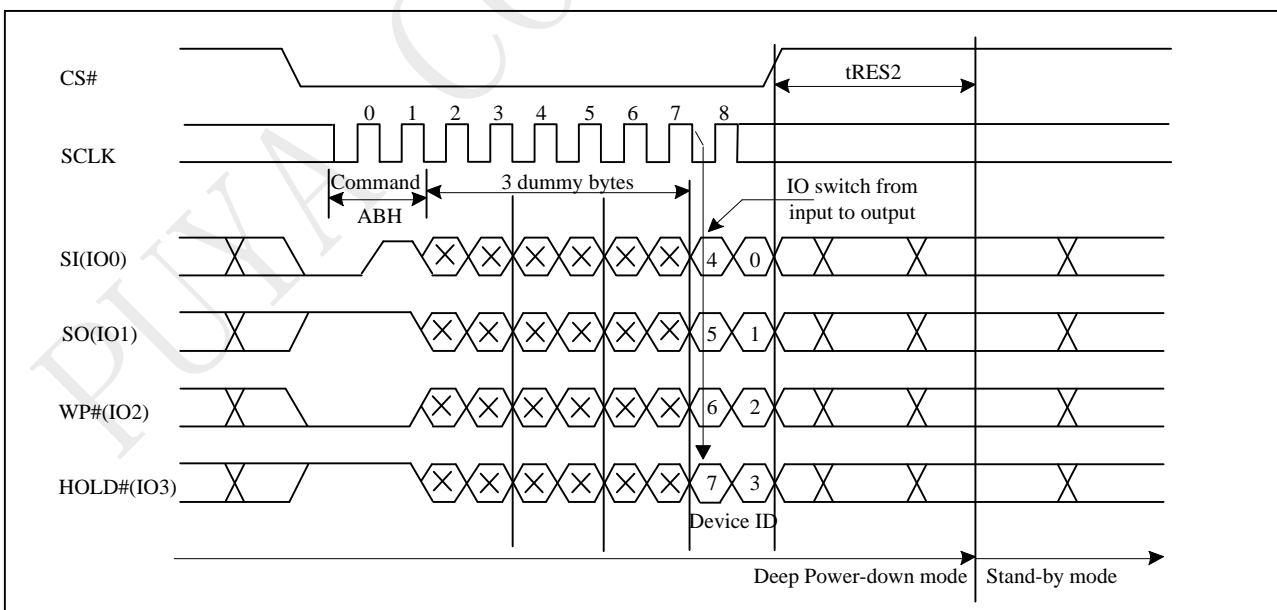 PUYA CO
CS#
tRES2
0 1 2 3 4 5 6 7 8
SCLK
Command
ABH
3 dummy bytes
IO switch from
input to output
SI(IO0)
4 0
SO(IO1)
5 1
WP#(IO2)
6 2
HOLD#(IO3)
7 3
Device ID
Deep Power-down mode
Stand-by mode